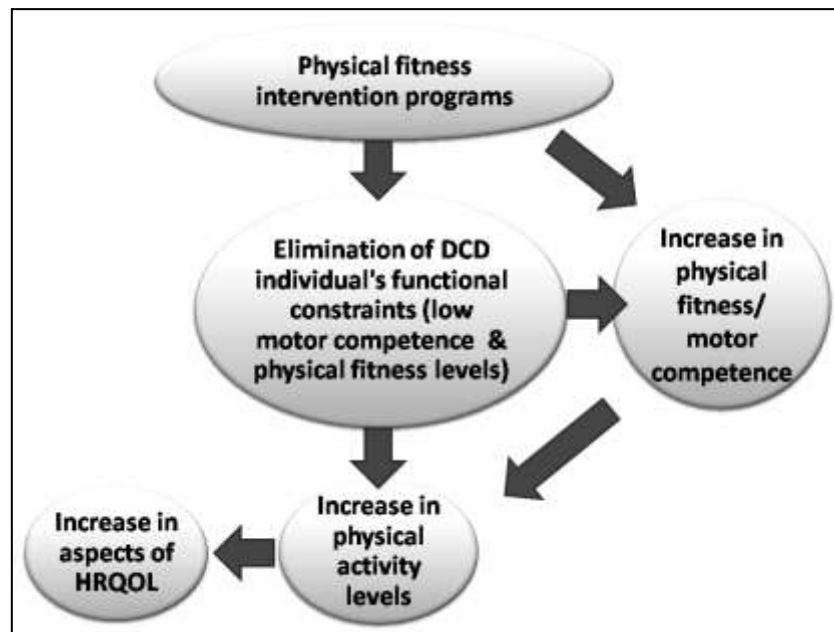 Physical fitness
intervention programs
Elimination of DCD
individual's functional
constraints (low
motor competence &
physical fitness levels)
Increase in
physical
fitness/
motor
competence
Increase in
physical
activity
levels
Increase in
aspects of
HRQOL